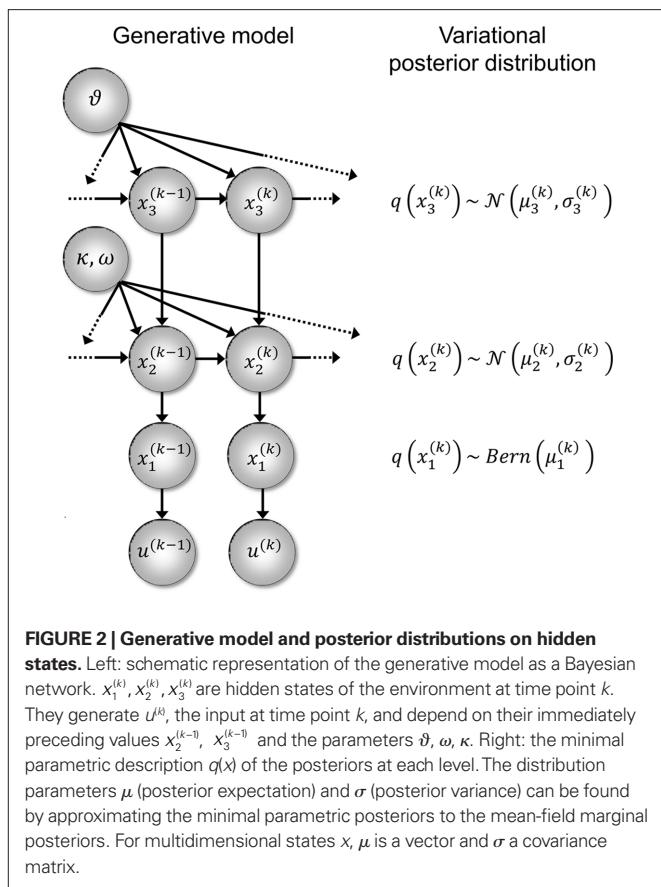 Generative model
Variational
posterior distribution
ϑ
x₃⁽ᵏ⁻¹⁾ x₃⁽ᵏ⁾ q(x₃⁽ᵏ⁾) ~ 𝒩(μ₃⁽ᵏ⁾, σ₃⁽ᵏ⁾)
κ, ω
x₂⁽ᵏ⁻¹⁾ x₂⁽ᵏ⁾ q(x₂⁽ᵏ⁾) ~ 𝒩(μ₂⁽ᵏ⁾, σ₂⁽ᵏ⁾)
x₁⁽ᵏ⁻¹⁾ x₁⁽ᵏ⁾ q(x₁⁽ᵏ⁾) ~ Bern(μ₁⁽ᵏ⁾)
u⁽ᵏ⁻¹⁾ u⁽ᵏ⁾
FIGURE 2 | Generative model and posterior distributions on hidden
states. Left: schematic representation of the generative model as a Bayesian
network. x₁⁽ᵏ⁾, x₂⁽ᵏ⁾, x₃⁽ᵏ⁾ are hidden states of the environment at time point k.
They generate u⁽ᵏ⁾, the input at time point k, and depend on their immediately
preceding values x₂⁽ᵏ⁻¹⁾, x₃⁽ᵏ⁻¹⁾ and the parameters ϑ, ω, κ. Right: the minimal
parametric description q(x) of the posteriors at each level. The distribution
parameters μ (posterior expectation) and σ (posterior variance) can be found
by approximating the minimal parametric posteriors to the mean-field marginal
posteriors. For multidimensional states x, μ is a vector and σ a covariance
matrix.